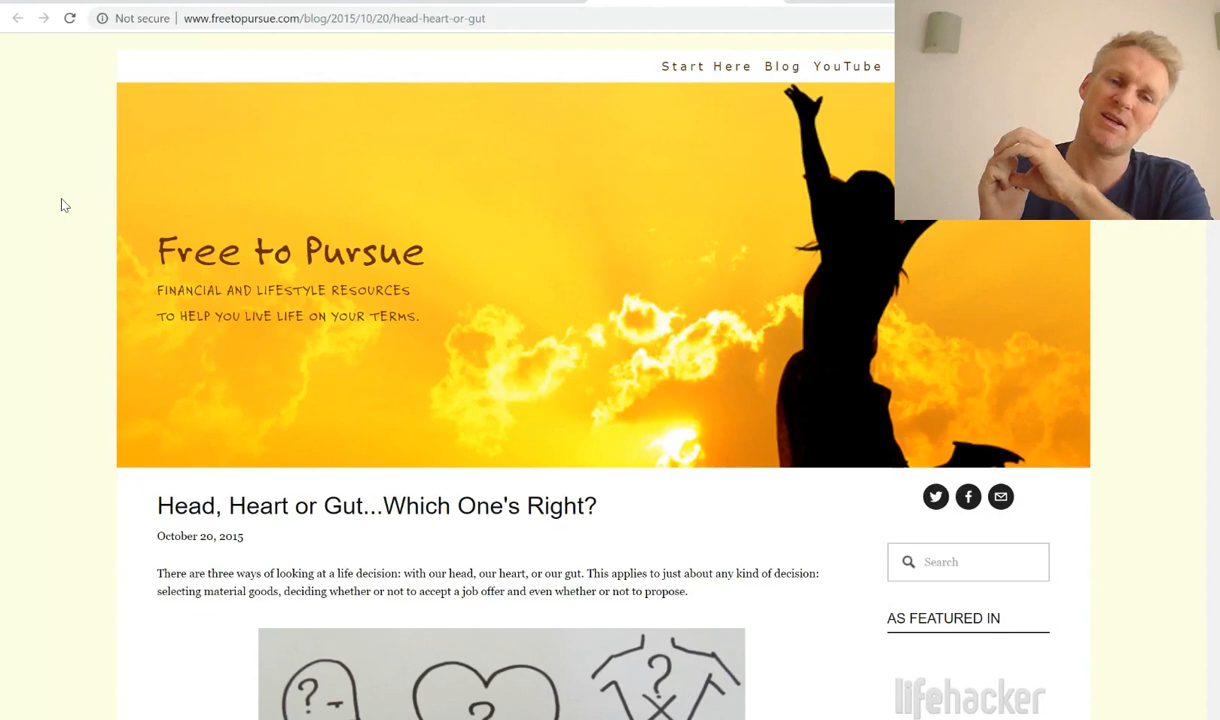 Not secure
www.freetopursue.com/blog/2015/10/20/head-heart-or-gut
Start Here Blog YouTube
Free to Pursue
FINANCIAL AND LIFESTYLE RESOURCES
TO HELP YOU LIVE LIFE ON YOUR TERMS.
Head, Heart or Gut...Which One's Right?
October 20, 2015
There are three ways of looking at a life decision: with our head, our heart, or our gut. This applies to just about any kind of decision:
selecting material goods, deciding whether or not to accept a job offer and even whether or not to propose.
? ? ?
Search
AS FEATURED IN
lifehacker